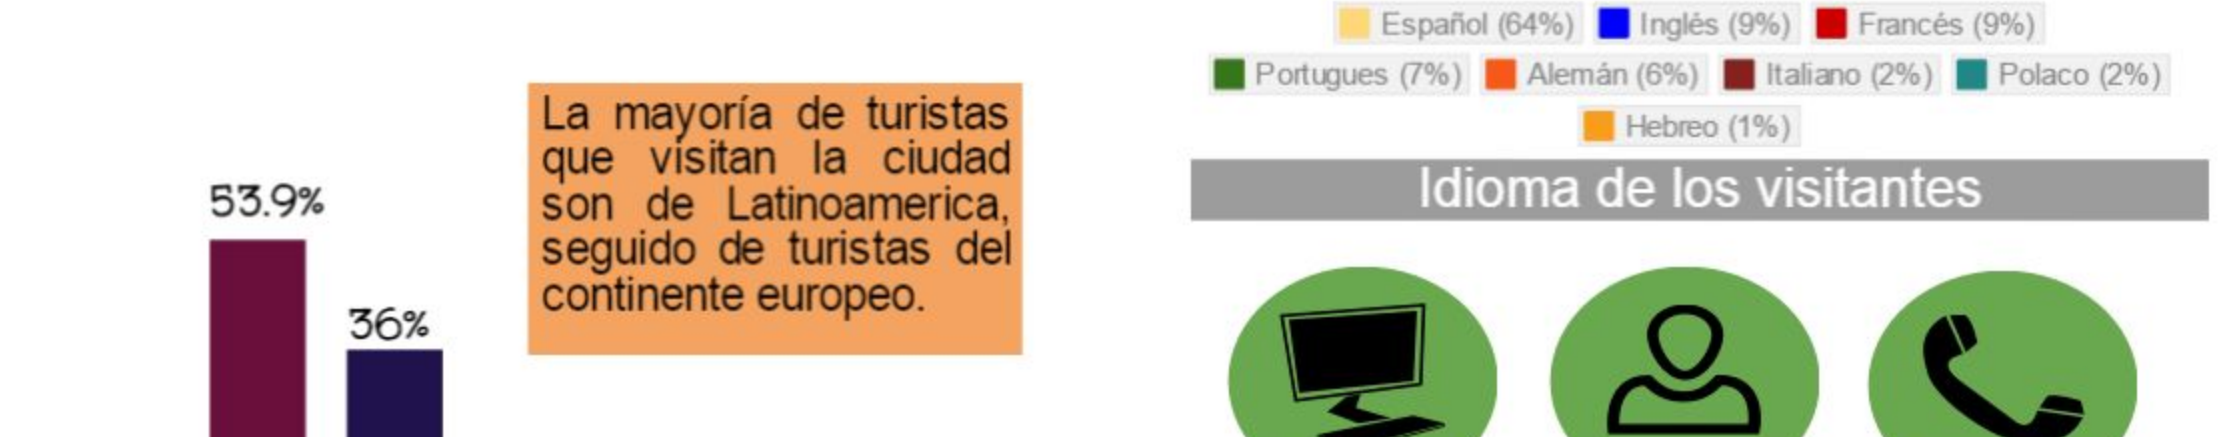 53.9%
36%
La mayoría de turistas
que visitan la ciudad
son de Latinoamerica,
seguido de turistas del
continente europeo.
Español (64%) Inglés (9%) Francés (9%)
Portugues (7%) Alemán (6%) Italiano (2%) Polaco (2%)
Hebreo (1%)
Idioma de los visitantes